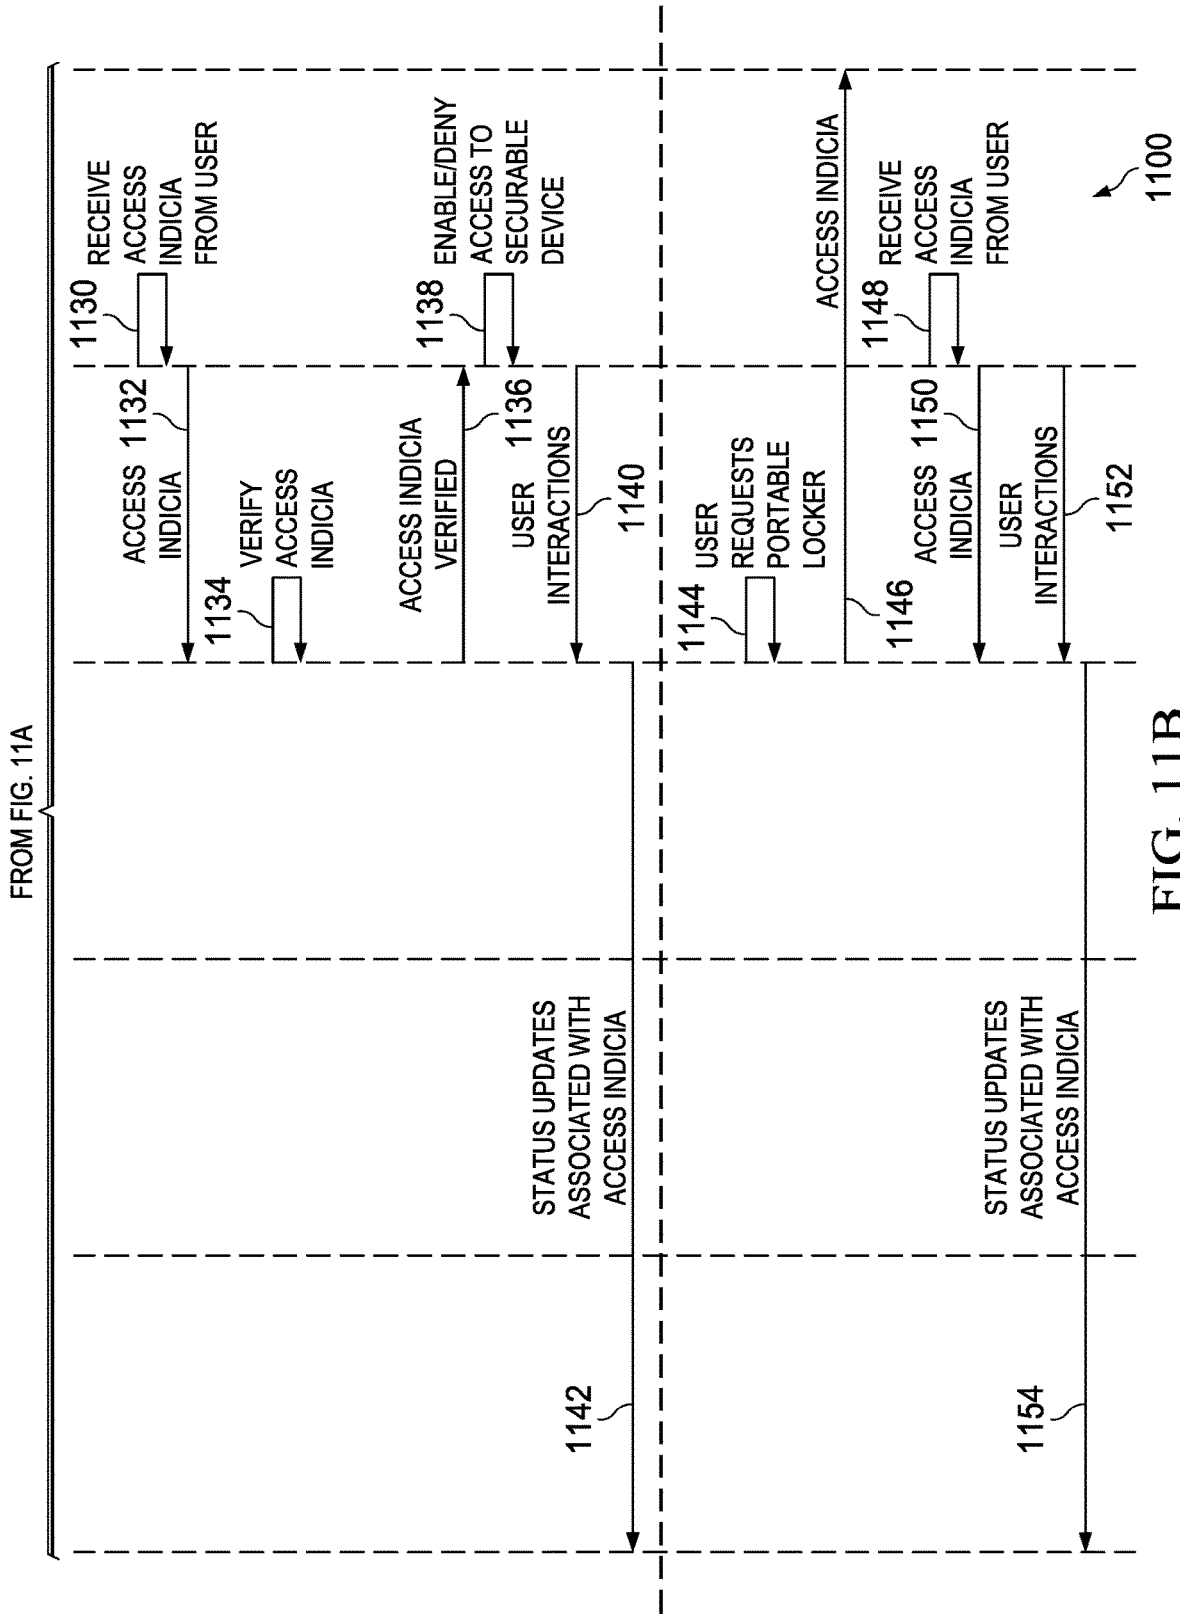 FROM FIG. 11A
1130
RECEIVE
ACCESS
INDICIA
FROM USER
ACCESS
INDICIA
1132
1134
VERIFY
ACCESS
INDICIA
ACCESS INDICIA
VERIFIED
1136
1138
ENABLE/DENY
ACCESS TO
SECURABLE
DEVICE
USER
INTERACTIONS
1140
STATUS UPDATES
ASSOCIATED WITH
ACCESS INDICIA
1142
1144
USER
REQUESTS
PORTABLE
LOCKER
ACCESS INDICIA
1146
1148
RECEIVE
ACCESS
INDICIA
FROM USER
ACCESS
INDICIA
1150
USER
INTERACTIONS
1152
STATUS UPDATES
ASSOCIATED WITH
ACCESS INDICIA
1154
1100
FIG. 11B